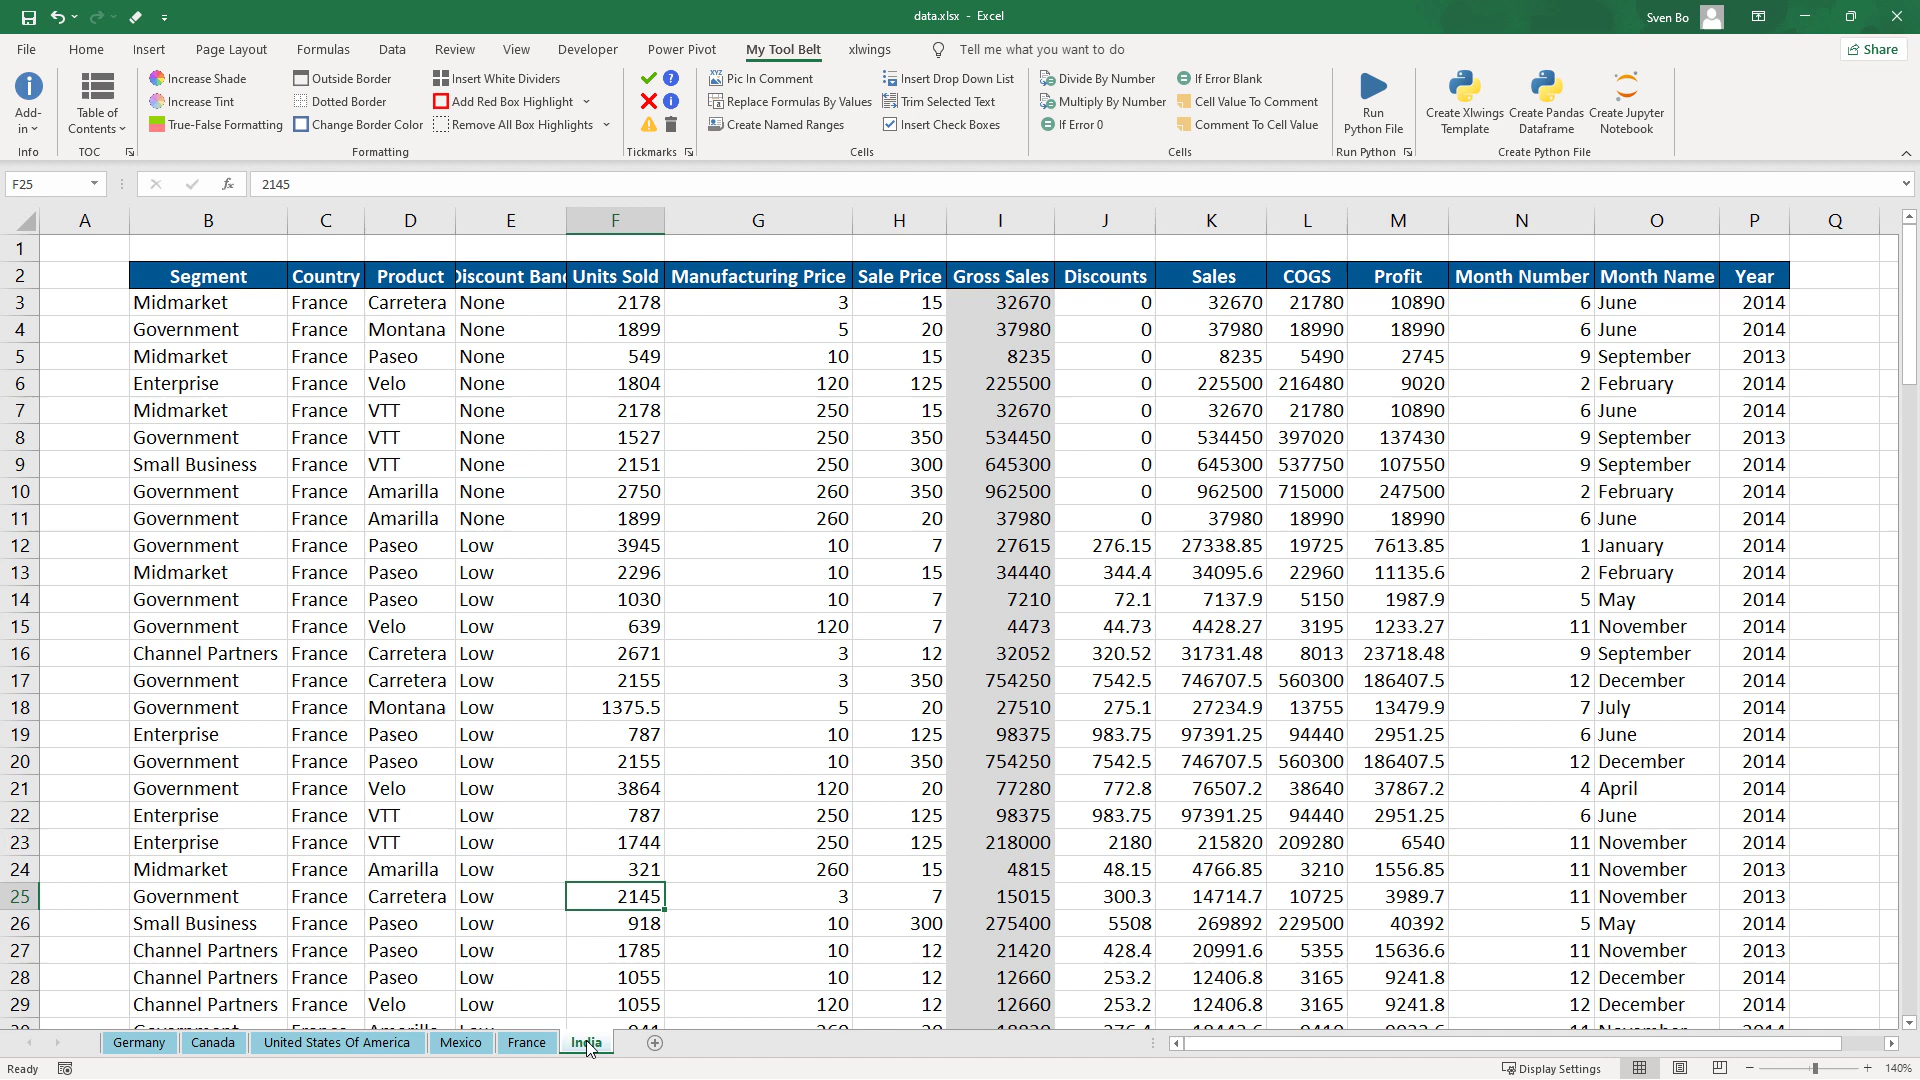 data.xlsx - Excel
Sven Bo
File Home Insert Page Layout Formulas Data Review View Developer Power Pivot My Tool Belt xlwings Tell me what you want to do Share
Add-in
Info
Table of Contents
TOC
Increase Shade
Increase Tint
True-False Formatting
Outside Border
Dotted Border
Change Border Color
Insert White Dividers
Add Red Box Highlight
Remove All Box Highlights
Formatting
Tickmarks
Pic In Comment
Replace Formulas By Values
Create Named Ranges
Insert Drop Down List
Trim Selected Text
Insert Check Boxes
Cells
Divide By Number
Multiply By Number
If Error 0
If Error Blank
Cell Value To Comment
Comment To Cell Value
Cells
Run
Python File
Run Python
Create Xlwings
Template
Create Pandas
Dataframe
Create Jupyter
Notebook
Create Python File
F25 fx 2145
A B C D E F G H I J K L M N O P Q
1
2 Segment Country Product Discount Band Units Sold Manufacturing Price Sale Price Gross Sales Discounts Sales COGS Profit Month Number Month Name Year
3 Midmarket France Carretera None 2178 3 15 32670 0 32670 21780 10890 6 June 2014
4 Government France Montana None 1899 5 20 37980 0 37980 18990 18990 6 June 2014
5 Midmarket France Paseo None 549 10 15 8235 0 8235 5490 2745 9 September 2013
6 Enterprise France Velo None 1804 120 125 225500 0 225500 216480 9020 2 February 2014
7 Midmarket France VTT None 2178 250 15 32670 0 32670 21780 10890 6 June 2014
8 Government France VTT None 1527 250 350 534450 0 534450 397020 137430 9 September 2013
9 Small Business France VTT None 2151 250 300 645300 0 645300 537750 107550 9 September 2014
10 Government France Amarilla None 2750 260 350 962500 0 962500 715000 247500 2 February 2014
11 Government France Amarilla None 1899 260 20 37980 0 37980 18990 18990 6 June 2014
12 Government France Paseo Low 3945 10 7 27615 276.15 27338.85 19725 7613.85 1 January 2014
13 Midmarket France Paseo Low 2296 10 15 34440 344.4 34095.6 22960 11135.6 2 February 2014
14 Government France Paseo Low 1030 10 7 7210 72.1 7137.9 5150 1987.9 5 May 2014
15 Government France Velo Low 639 120 7 4473 44.73 4428.27 3195 1233.27 11 November 2014
16 Channel Partners France Carretera Low 2671 3 12 32052 320.52 31731.48 8013 23718.48 9 September 2014
17 Government France Carretera Low 2155 3 350 754250 7542.5 746707.5 560300 186407.5 12 December 2014
18 Government France Montana Low 1375.5 5 20 27510 275.1 27234.9 13755 13479.9 7 July 2014
19 Enterprise France Paseo Low 787 10 125 98375 983.75 97391.25 94440 2951.25 6 June 2014
20 Government France Paseo Low 2155 10 350 754250 7542.5 746707.5 560300 186407.5 12 December 2014
21 Government France Velo Low 3864 120 20 77280 772.8 76507.2 38640 37867.2 4 April 2014
22 Enterprise France VTT Low 787 250 125 98375 983.75 97391.25 94440 2951.25 6 June 2014
23 Enterprise France VTT Low 1744 250 125 218000 2180 215820 209280 6540 11 November 2014
24 Midmarket France Amarilla Low 321 260 15 4815 48.15 4766.85 3210 1556.85 11 November 2013
25 Government France Carretera Low 2145 3 7 15015 300.3 14714.7 10725 3989.7 11 November 2013
26 Small Business France Paseo Low 918 10 300 275400 5508 269892 229500 40392 5 May 2014
27 Channel Partners France Paseo Low 1785 10 12 21420 428.4 20991.6 5355 15636.6 11 November 2013
28 Channel Partners France Paseo Low 1055 10 12 12660 253.2 12406.8 3165 9241.8 12 December 2014
29 Channel Partners France Velo Low 1055 120 12 12660 253.2 12406.8 3165 9241.8 12 December 2014
Germany Canada United States Of America Mexico France India
Ready Display Settings 140%